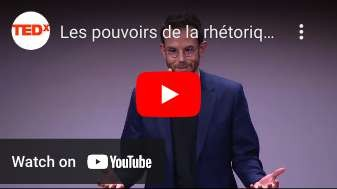 TEDx
Les pouvoirs de la rhétoriq...
Watch on YouTube